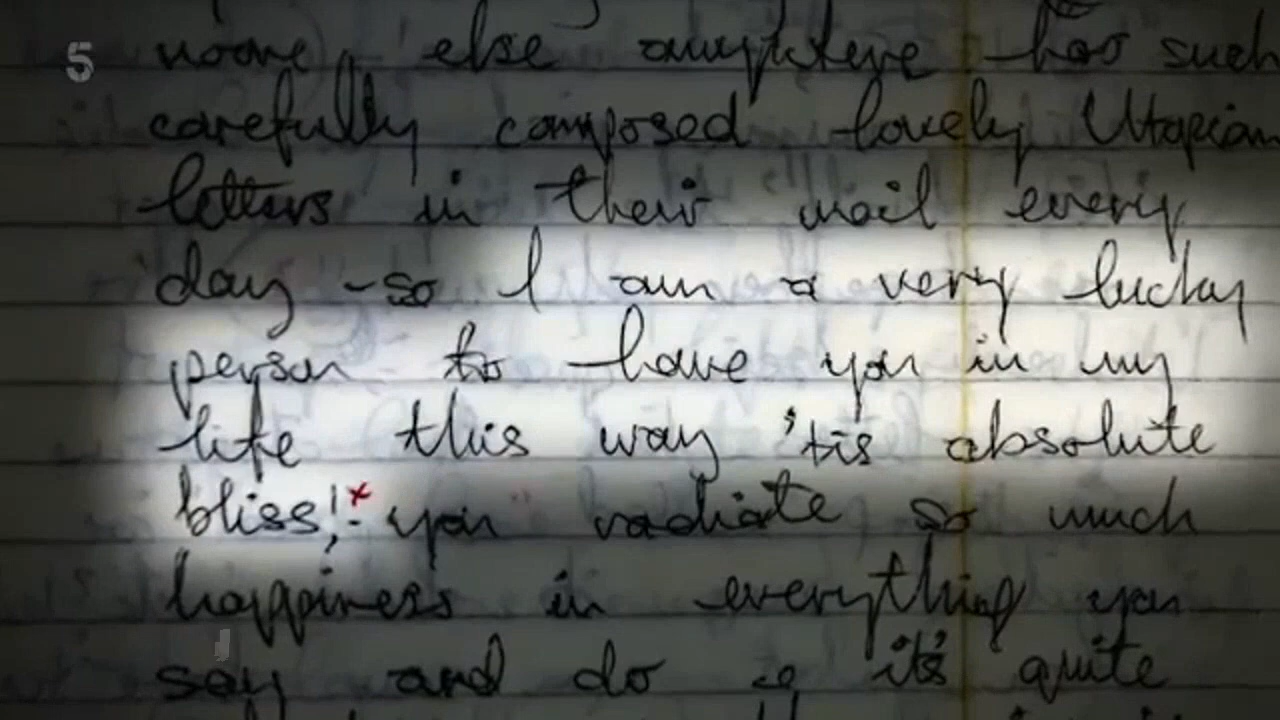 5
noone else anywhere has such
carefully composed lovely Utopian
letters in their mail every
day - so I am a very lucky
person to have you in my
life this way 'tis absolute
bliss! x you radiate so much
happiness in everything you
say and do it's quite